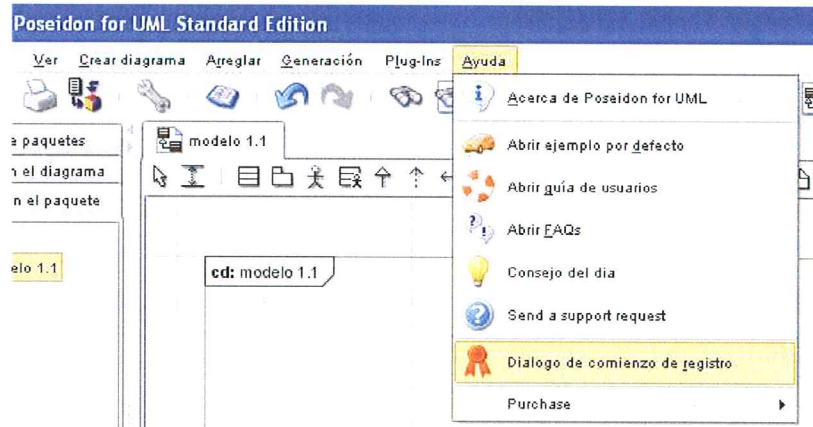 Poseidon for UML Standard Edition
Ver Crear diagrama Arreglar Generación Plug-Ins Ayuda
Acerca de Poseidon for UML
e paquetes
modelo 1.1
Abrir ejemplo por defecto
n el diagrama
Abrir guía de usuarios
n el paquete
Abrir FAQs
elo 1.1
cd: modelo 1.1
Consejo del dia
Send a support request
Dialogo de comienzo de registro
Purchase